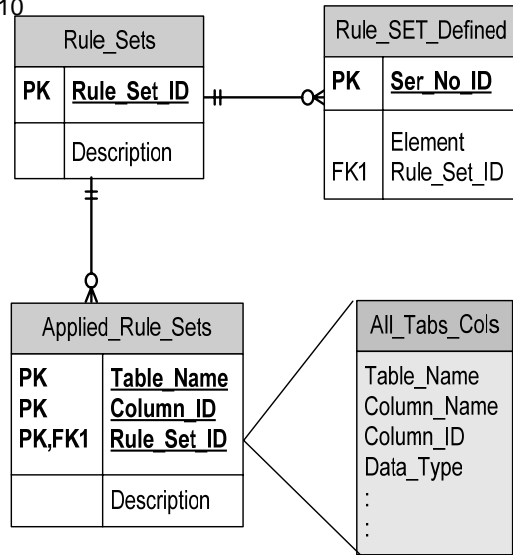 10
Rule_Sets
PK Rule_Set_ID
Description
Rule_SET_Defined
PK Ser_No_ID
Element
FK1 Rule_Set_ID
Applied_Rule_Sets
PK Table_Name
PK Column_ID
PK,FK1 Rule_Set_ID
Description
All_Tabs_Cols
Table_Name
Column_Name
Column_ID
Data_Type
:
: